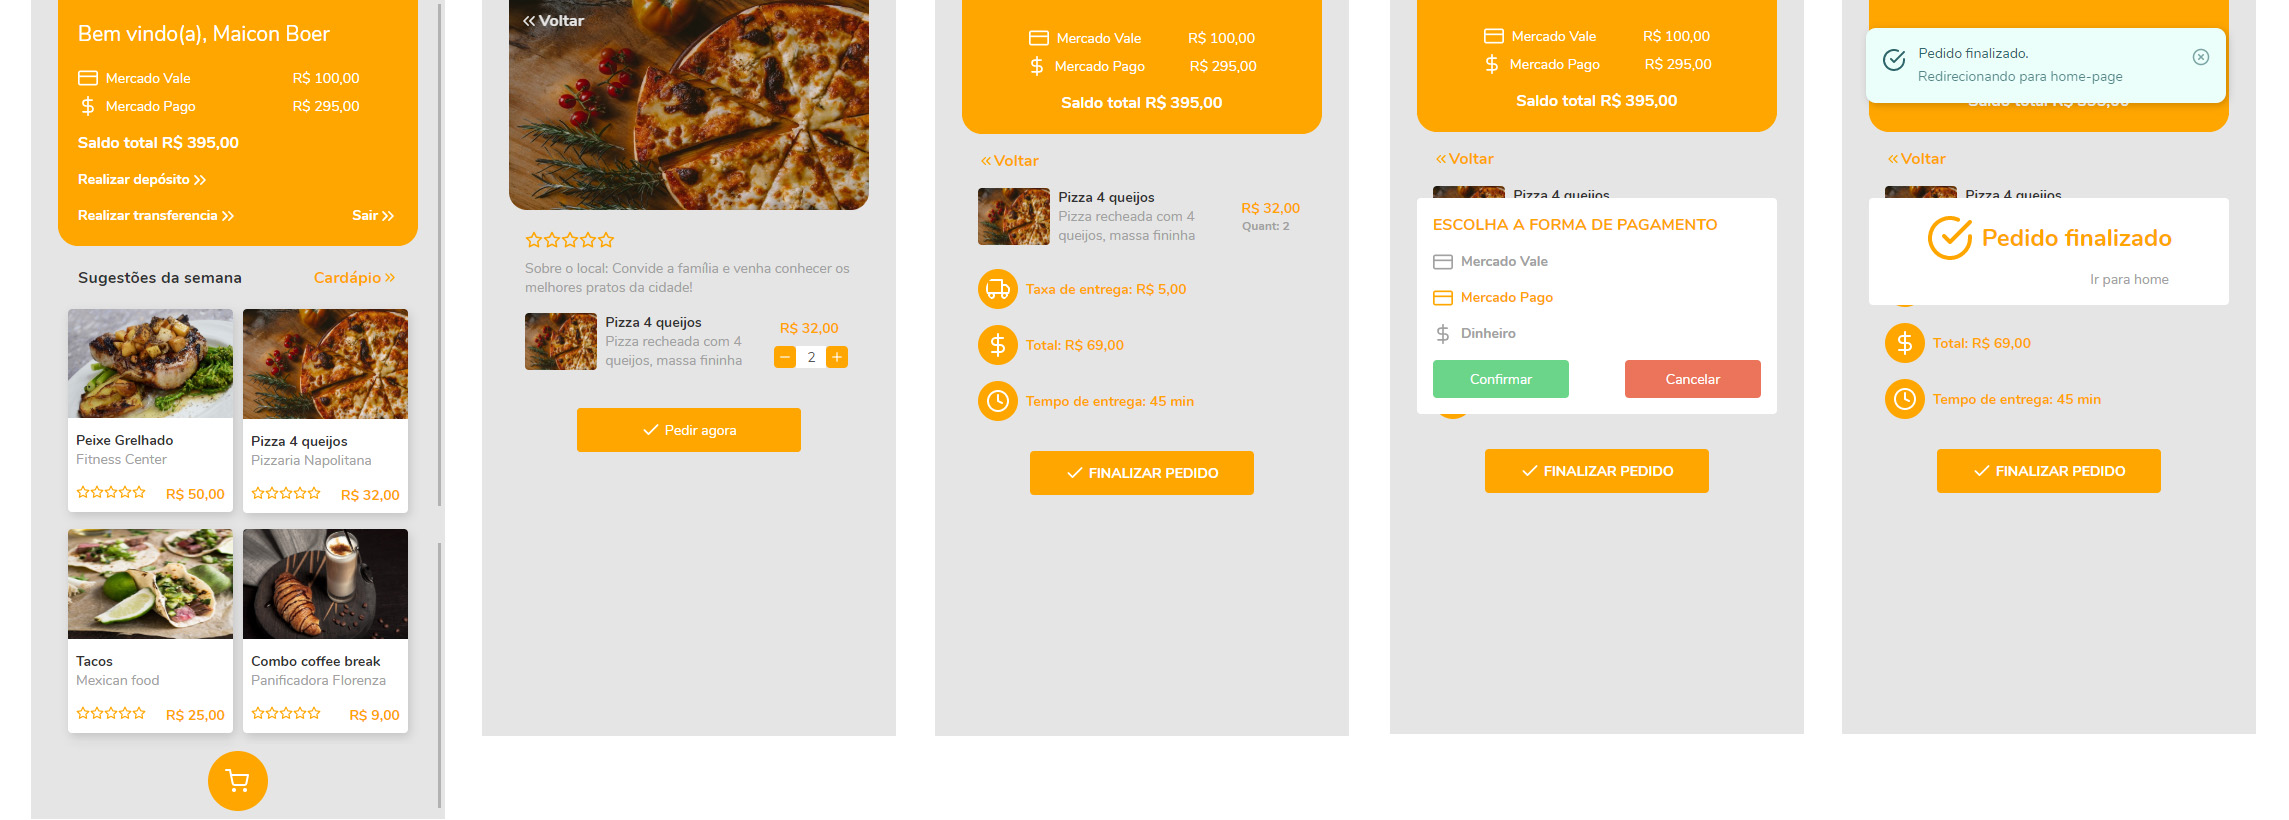 Bem vindo(a), Maicon Boer
Mercado Vale R$ 100,00
Mercado Pago R$ 295,00
Saldo total R$ 395,00
Realizar depósito
Realizar transferencia Sair
Sugestões da semana Cardápio
Peixe Grelhado
Fitness Center
R$ 50,00
Pizza 4 queijos
Pizzaria Napolitana
R$ 32,00
Tacos
Mexican food
R$ 25,00
Combo coffee break
Panificadora Florenza
R$ 9,00
Voltar
Sobre o local: Convide a família e venha conhecer os
melhores pratos da cidade!
Pizza 4 queijos
Pizza recheada com 4
queijos, massa fininha
R$ 32,00
2
Pedir agora
Mercado Vale R$ 100,00
Mercado Pago R$ 295,00
Saldo total R$ 395,00
Voltar
Pizza 4 queijos
Pizza recheada com 4
queijos, massa fininha
R$ 32,00
Quant: 2
Taxa de entrega: R$ 5,00
Total: R$ 69,00
Tempo de entrega: 45 min
FINALIZAR PEDIDO
Mercado Vale R$ 100,00
Mercado Pago R$ 295,00
Saldo total R$ 395,00
Voltar
Pizza 4 queijos
ESCOLHA A FORMA DE PAGAMENTO
Mercado Vale
Mercado Pago
Dinheiro
Confirmar Cancelar
FINALIZAR PEDIDO
Pedido finalizado.
Redirecionando para home-page
Saldo total R$ 395,00
Voltar
Pizza 4 queijos
Pedido finalizado
Ir para home
Total: R$ 69,00
Tempo de entrega: 45 min
FINALIZAR PEDIDO